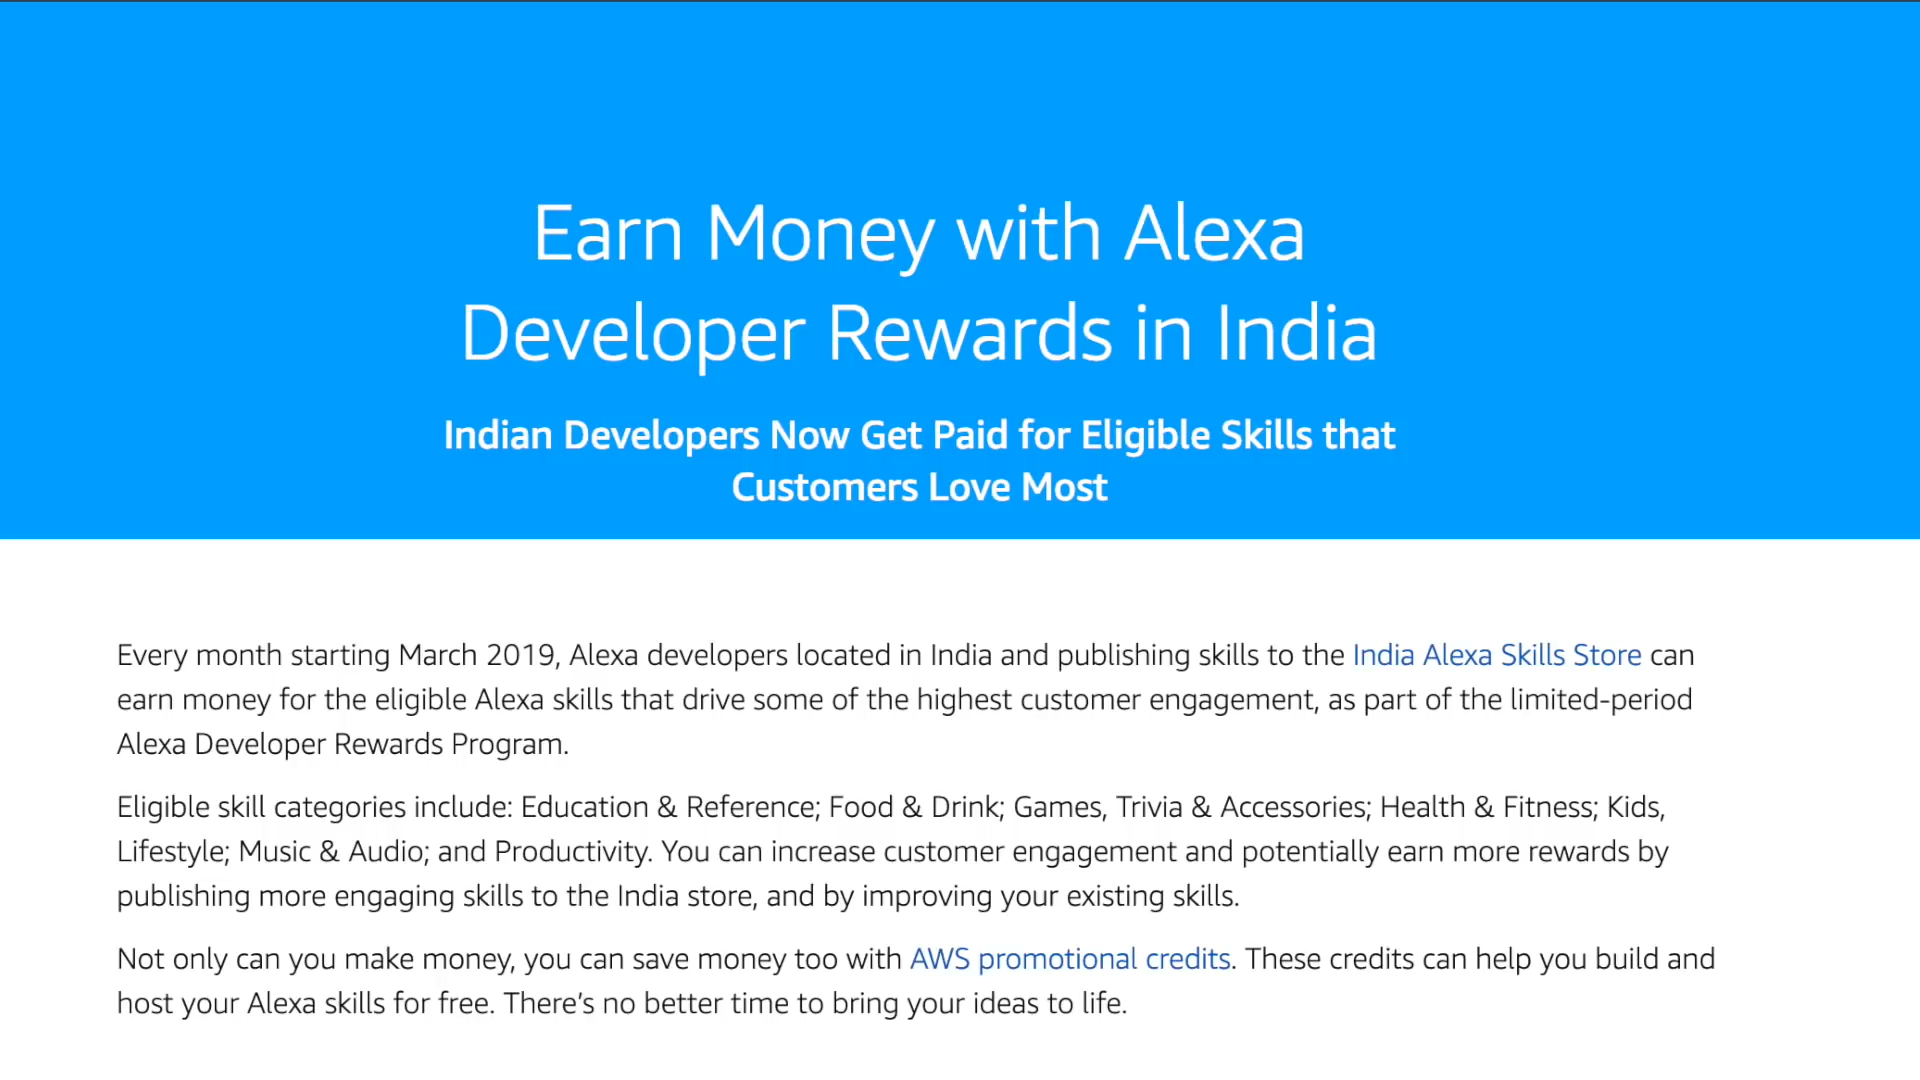 Earn Money with Alexa
Developer Rewards in India
Indian Developers Now Get Paid for Eligible Skills that
Customers Love Most
Every month starting March 2019, Alexa developers located in India and publishing skills to the India Alexa Skills Store can
earn money for the eligible Alexa skills that drive some of the highest customer engagement, as part of the limited-period
Alexa Developer Rewards Program.
Eligible skill categories include: Education & Reference; Food & Drink; Games, Trivia & Accessories; Health & Fitness; Kids,
Lifestyle; Music & Audio; and Productivity. You can increase customer engagement and potentially earn more rewards by
publishing more engaging skills to the India store, and by improving your existing skills.
Not only can you make money, you can save money too with AWS promotional credits. These credits can help you build and
host your Alexa skills for free. There’s no better time to bring your ideas to life.